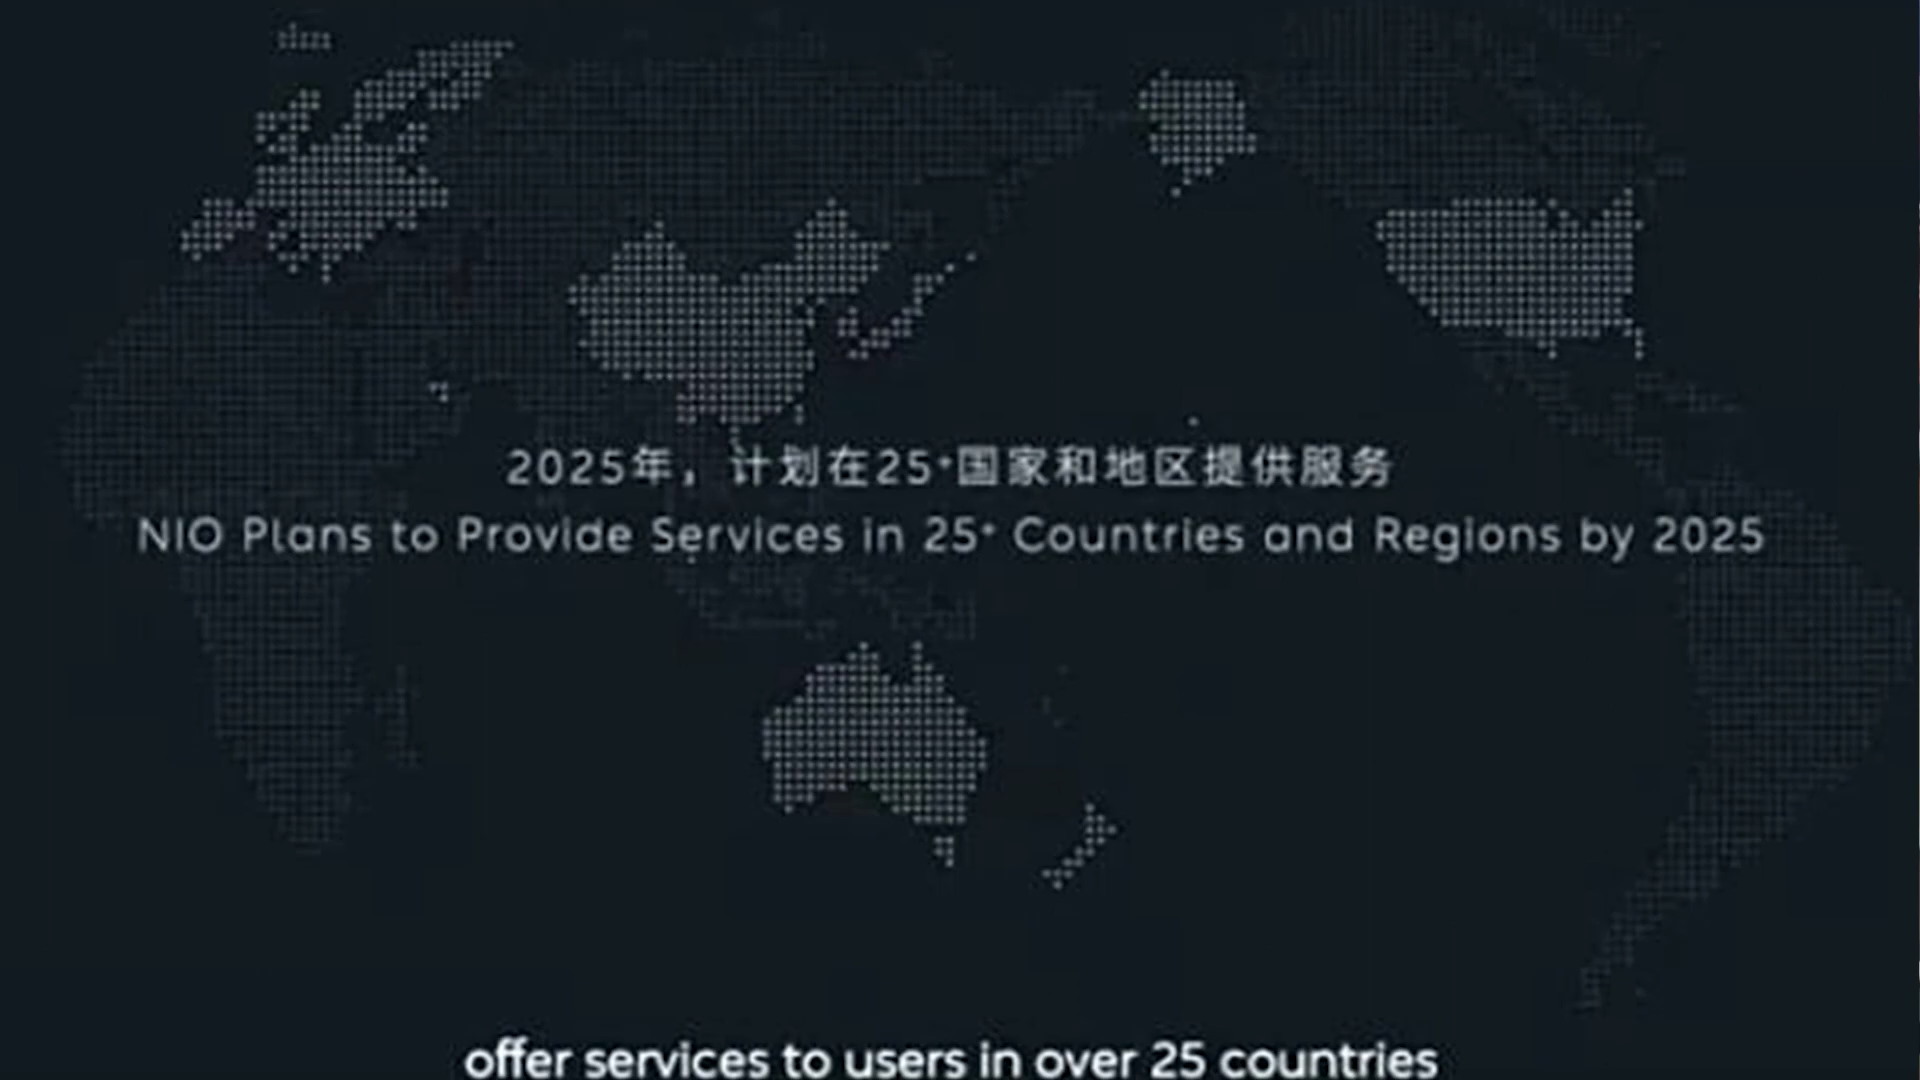 2025年，计划在25+国家和地区提供服务
NIO Plans to Provide Services in 25+ Countries and Regions by 2025
offer services to users in over 25 countries